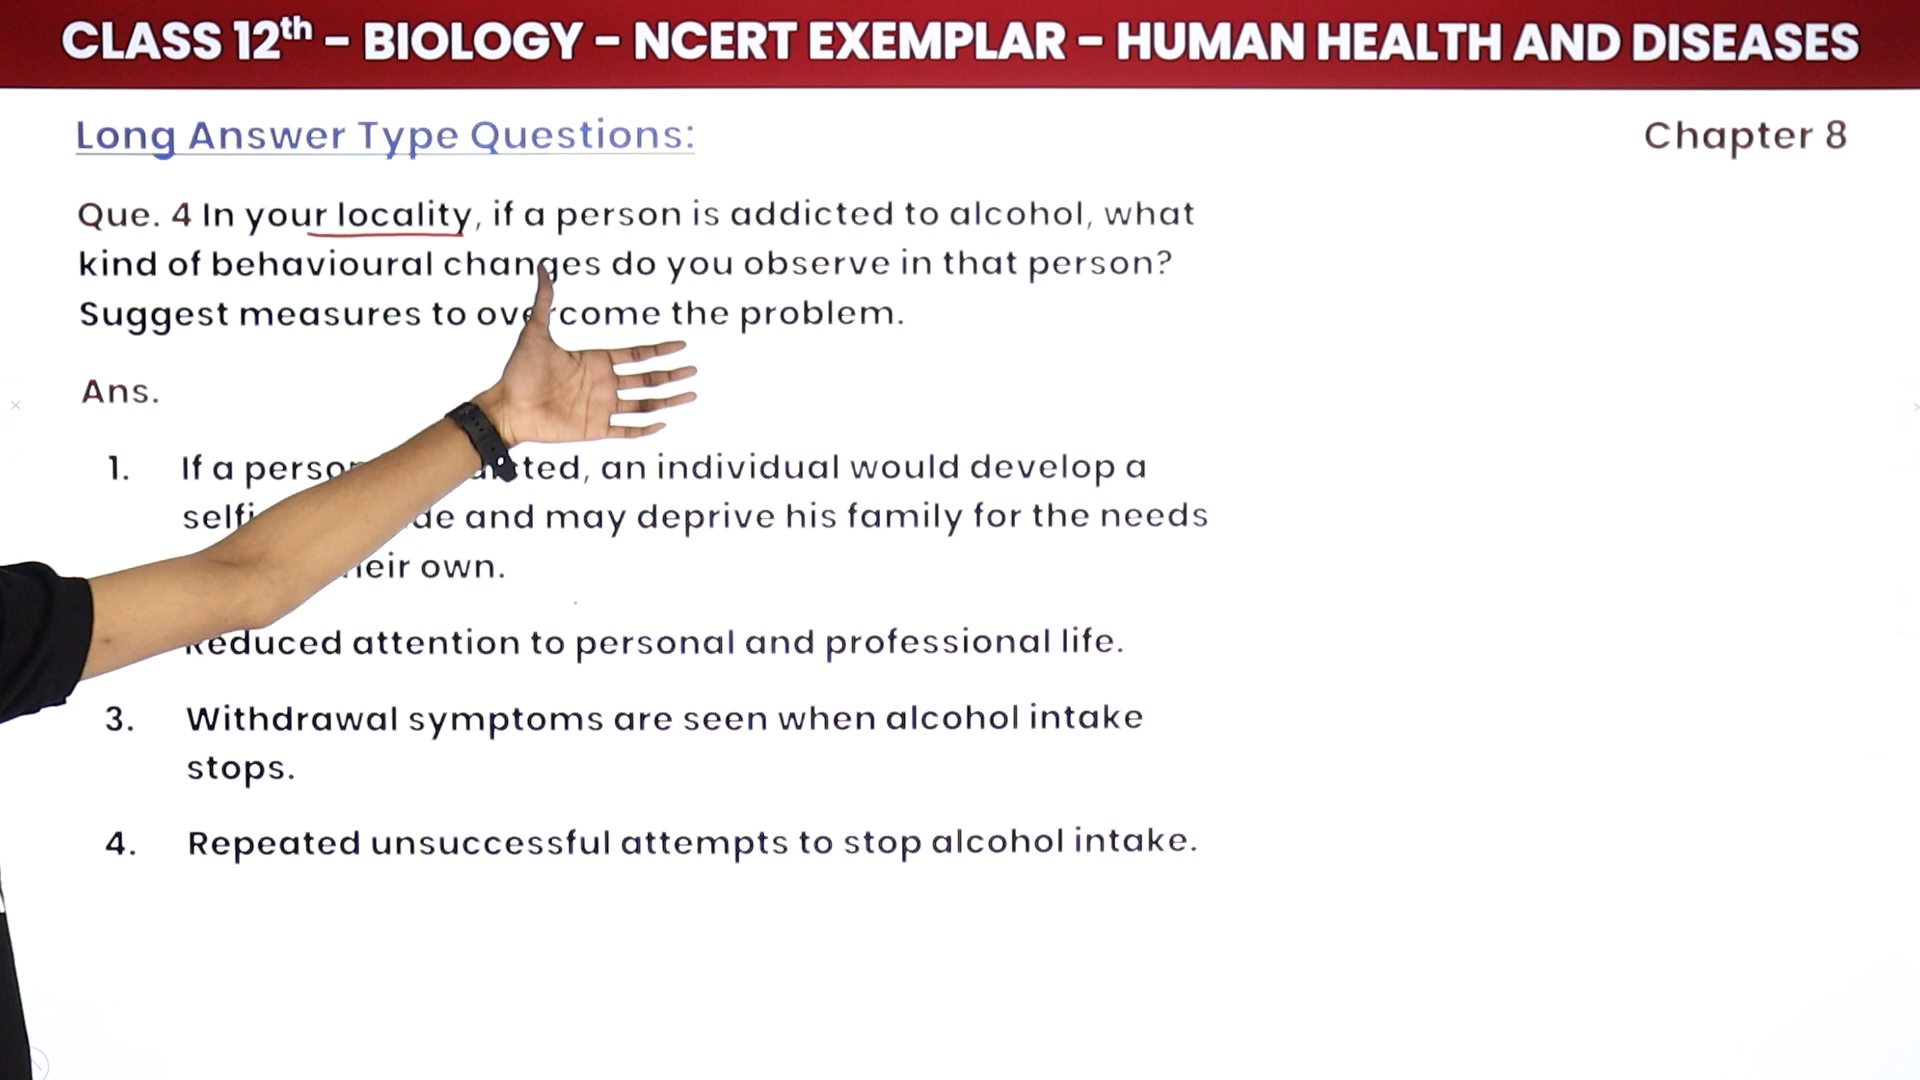 CLASS 12th – BIOLOGY – NCERT EXEMPLAR – HUMAN HEALTH AND DISEASES
Long Answer Type Questions:
Chapter 8
Que. 4 In your locality, if a person is addicted to alcohol, what
kind of behavioural changes do you observe in that person?
Suggest measures to overcome the problem.
Ans.
1. If a person, an individual would develop a
and may deprive his family for the needs
own.
Reduced attention to personal and professional life.
3. Withdrawal symptoms are seen when alcohol intake
stops.
4. Repeated unsuccessful attempts to stop alcohol intake.